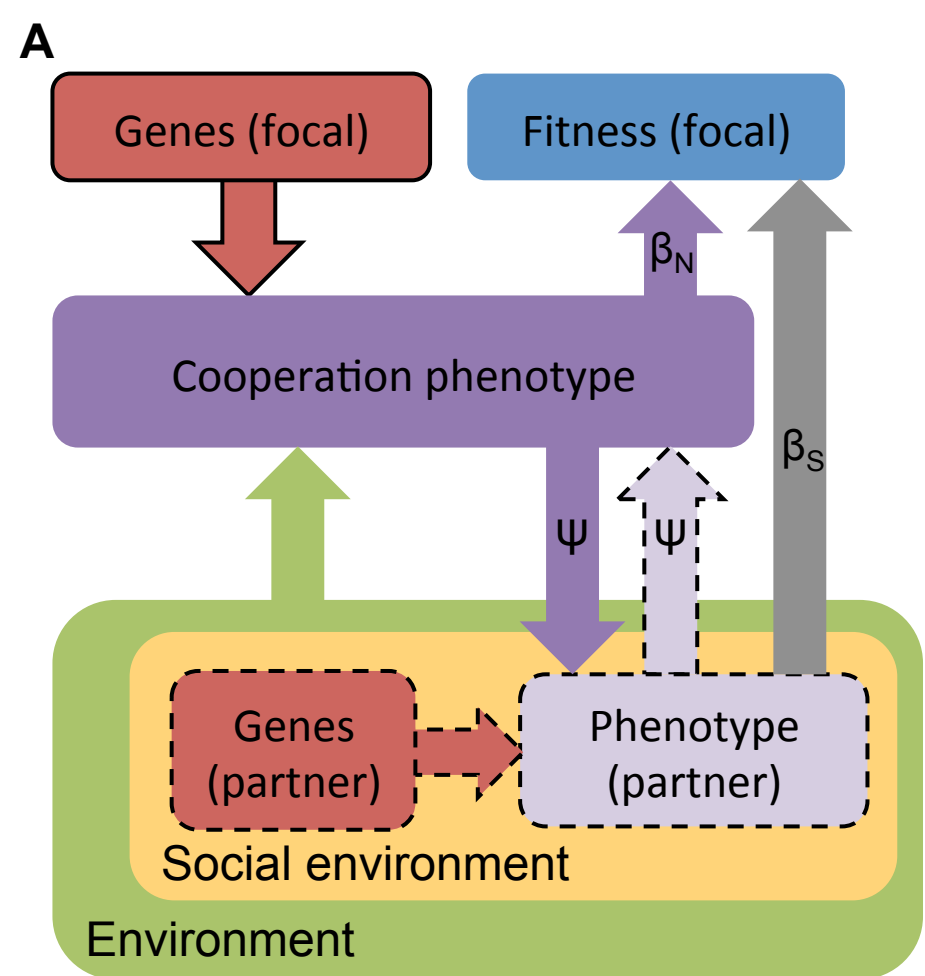 A
Genes (focal)
Fitness (focal)
βN
Cooperation phenotype
βS
ψ
ψ
Genes
(partner)
Phenotype
(partner)
Social environment
Environment